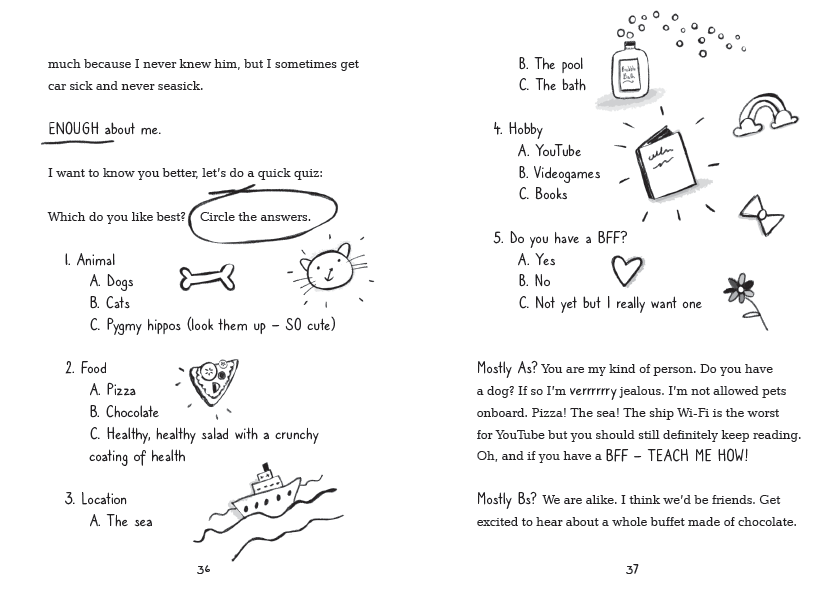 much because I never knew him, but I sometimes get
car sick and never seasick.
ENOUGH about me.
I want to know you better, let's do a quick quiz:
Which do you like best? Circle the answers.
1. Animal
A. Dogs
B. Cats
C. Pygmy hippos (look them up – SO cute)
2. Food
A. Pizza
B. Chocolate
C. Healthy, healthy salad with a crunchy
coating of health
3. Location
A. The sea
36
B. The pool
C. The bath
Bubble
Bath
4. Hobby
A. YouTube
B. Videogames
C. Books
5. Do you have a BFF?
A. Yes
B. No
C. Not yet but I really want one
Mostly As? You are my kind of person. Do you have
a dog? If so I'm verrrrrry jealous. I'm not allowed pets
onboard. Pizza! The sea! The ship Wi-Fi is the worst
for YouTube but you should still definitely keep reading.
Oh, and if you have a BFF – TEACH ME HOW!
Mostly Bs? We are alike. I think we'd be friends. Get
excited to hear about a whole buffet made of chocolate.
37